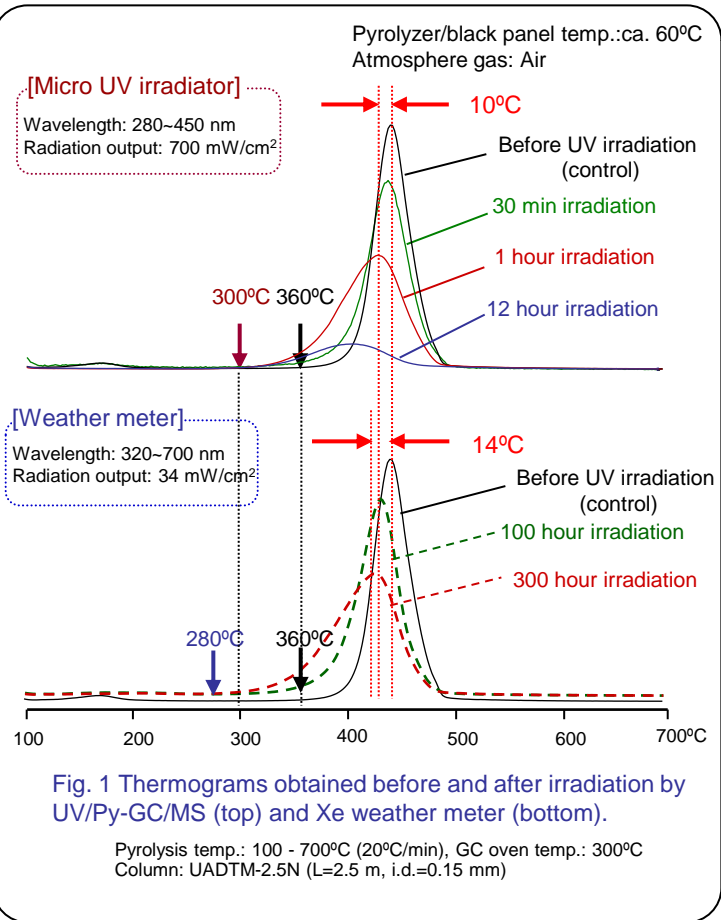 Pyrolyzer/black panel temp.:ca. 60ºC
Atmosphere gas: Air
[Micro UV irradiator]
Wavelength: 280~450 nm
Radiation output: 700 mW/cm²
10ºC
Before UV irradiation
(control)
30 min irradiation
1 hour irradiation
12 hour irradiation
300ºC
360ºC
[Weather meter]
Wavelength: 320~700 nm
Radiation output: 34 mW/cm²
14ºC
Before UV irradiation
(control)
100 hour irradiation
300 hour irradiation
280ºC
360ºC
100 200 300 400 500 600 700ºC
Fig. 1 Thermograms obtained before and after irradiation by
UV/Py-GC/MS (top) and Xe weather meter (bottom).
Pyrolysis temp.: 100 - 700ºC (20ºC/min), GC oven temp.: 300ºC
Column: UADTM-2.5N (L=2.5 m, i.d.=0.15 mm)